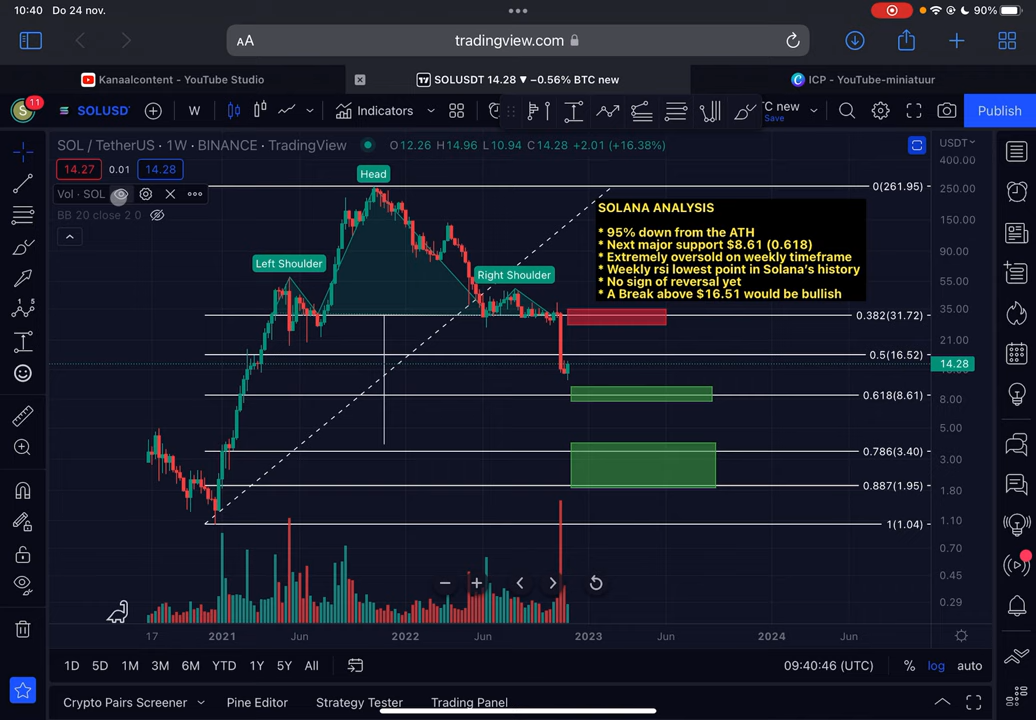 10:40 Do 24 nov.
90%
AA
tradingview.com
Kanaalcontent - YouTube Studio
SOLUSDT 14.28 ▼ −0.56% BTC new
ICP - YouTube-miniatuur
S 11
SOLUSD
W
Indicators
C new
Save
Publish
SOL / TetherUS · 1W · BINANCE · TradingView
O12.26 H14.96 L10.94 C14.28 +2.01 (+16.38%)
USDT
14.27 0.01 14.28
Vol · SOL
BB 20 close 2 0
Head
Left Shoulder
Right Shoulder
SOLANA ANALYSIS
* 95% down from the ATH
* Next major support $8.61 (0.618)
* Extremely oversold on weekly timeframe
* Weekly rsi lowest point in Solana's history
* No sign of reversal yet
* A Break above $16.51 would be bullish
0(261.95)
0.382(31.72)
0.5(16.52)
0.618(8.61)
0.786(3.40)
0.887(1.95)
1(1.04)
400.00
250.00
150.00
90.00
55.00
35.00
21.00
14.28
8.00
5.00
3.00
1.80
1.10
0.70
0.45
0.29
17 2021 Jun 2022 Jun 2023 Jun 2024 Jun
1D 5D 1M 3M 6M YTD 1Y 5Y All
09:40:46 (UTC) % log auto
Crypto Pairs Screener Pine Editor Strategy Tester Trading Panel